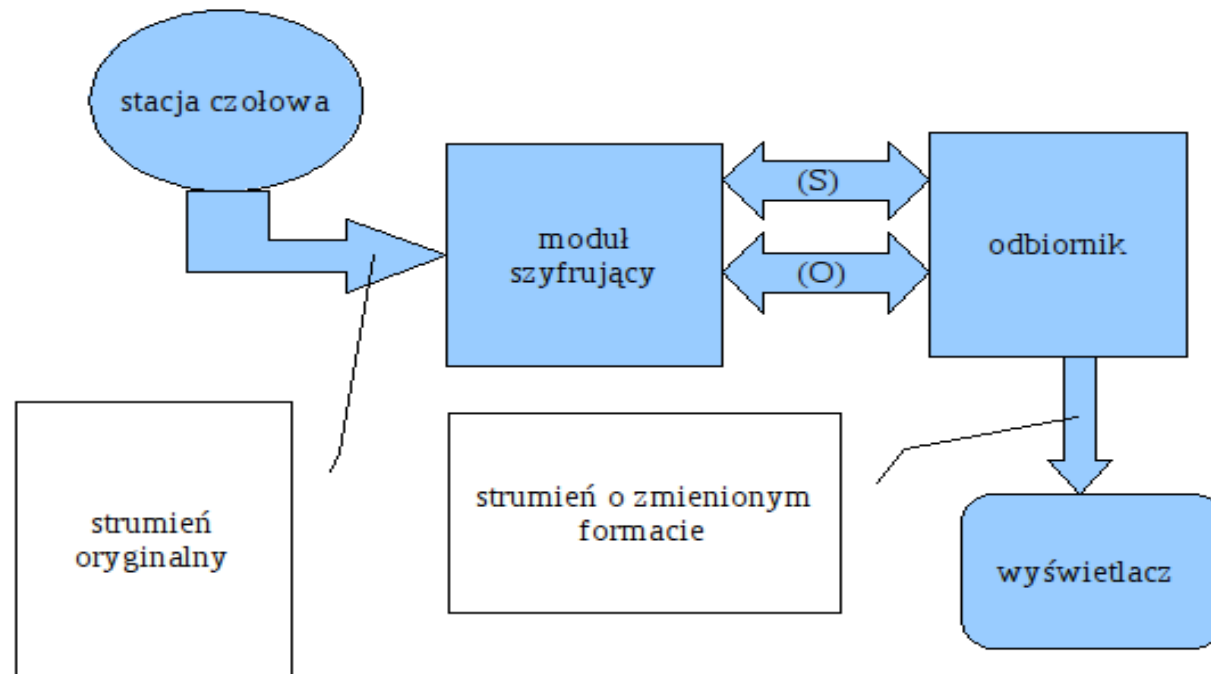 stacja czołowa
moduł
szyfrujący
(S)
(O)
odbiornik
strumień
oryginalny
strumień o zmienionym
formacie
wyświetlacz